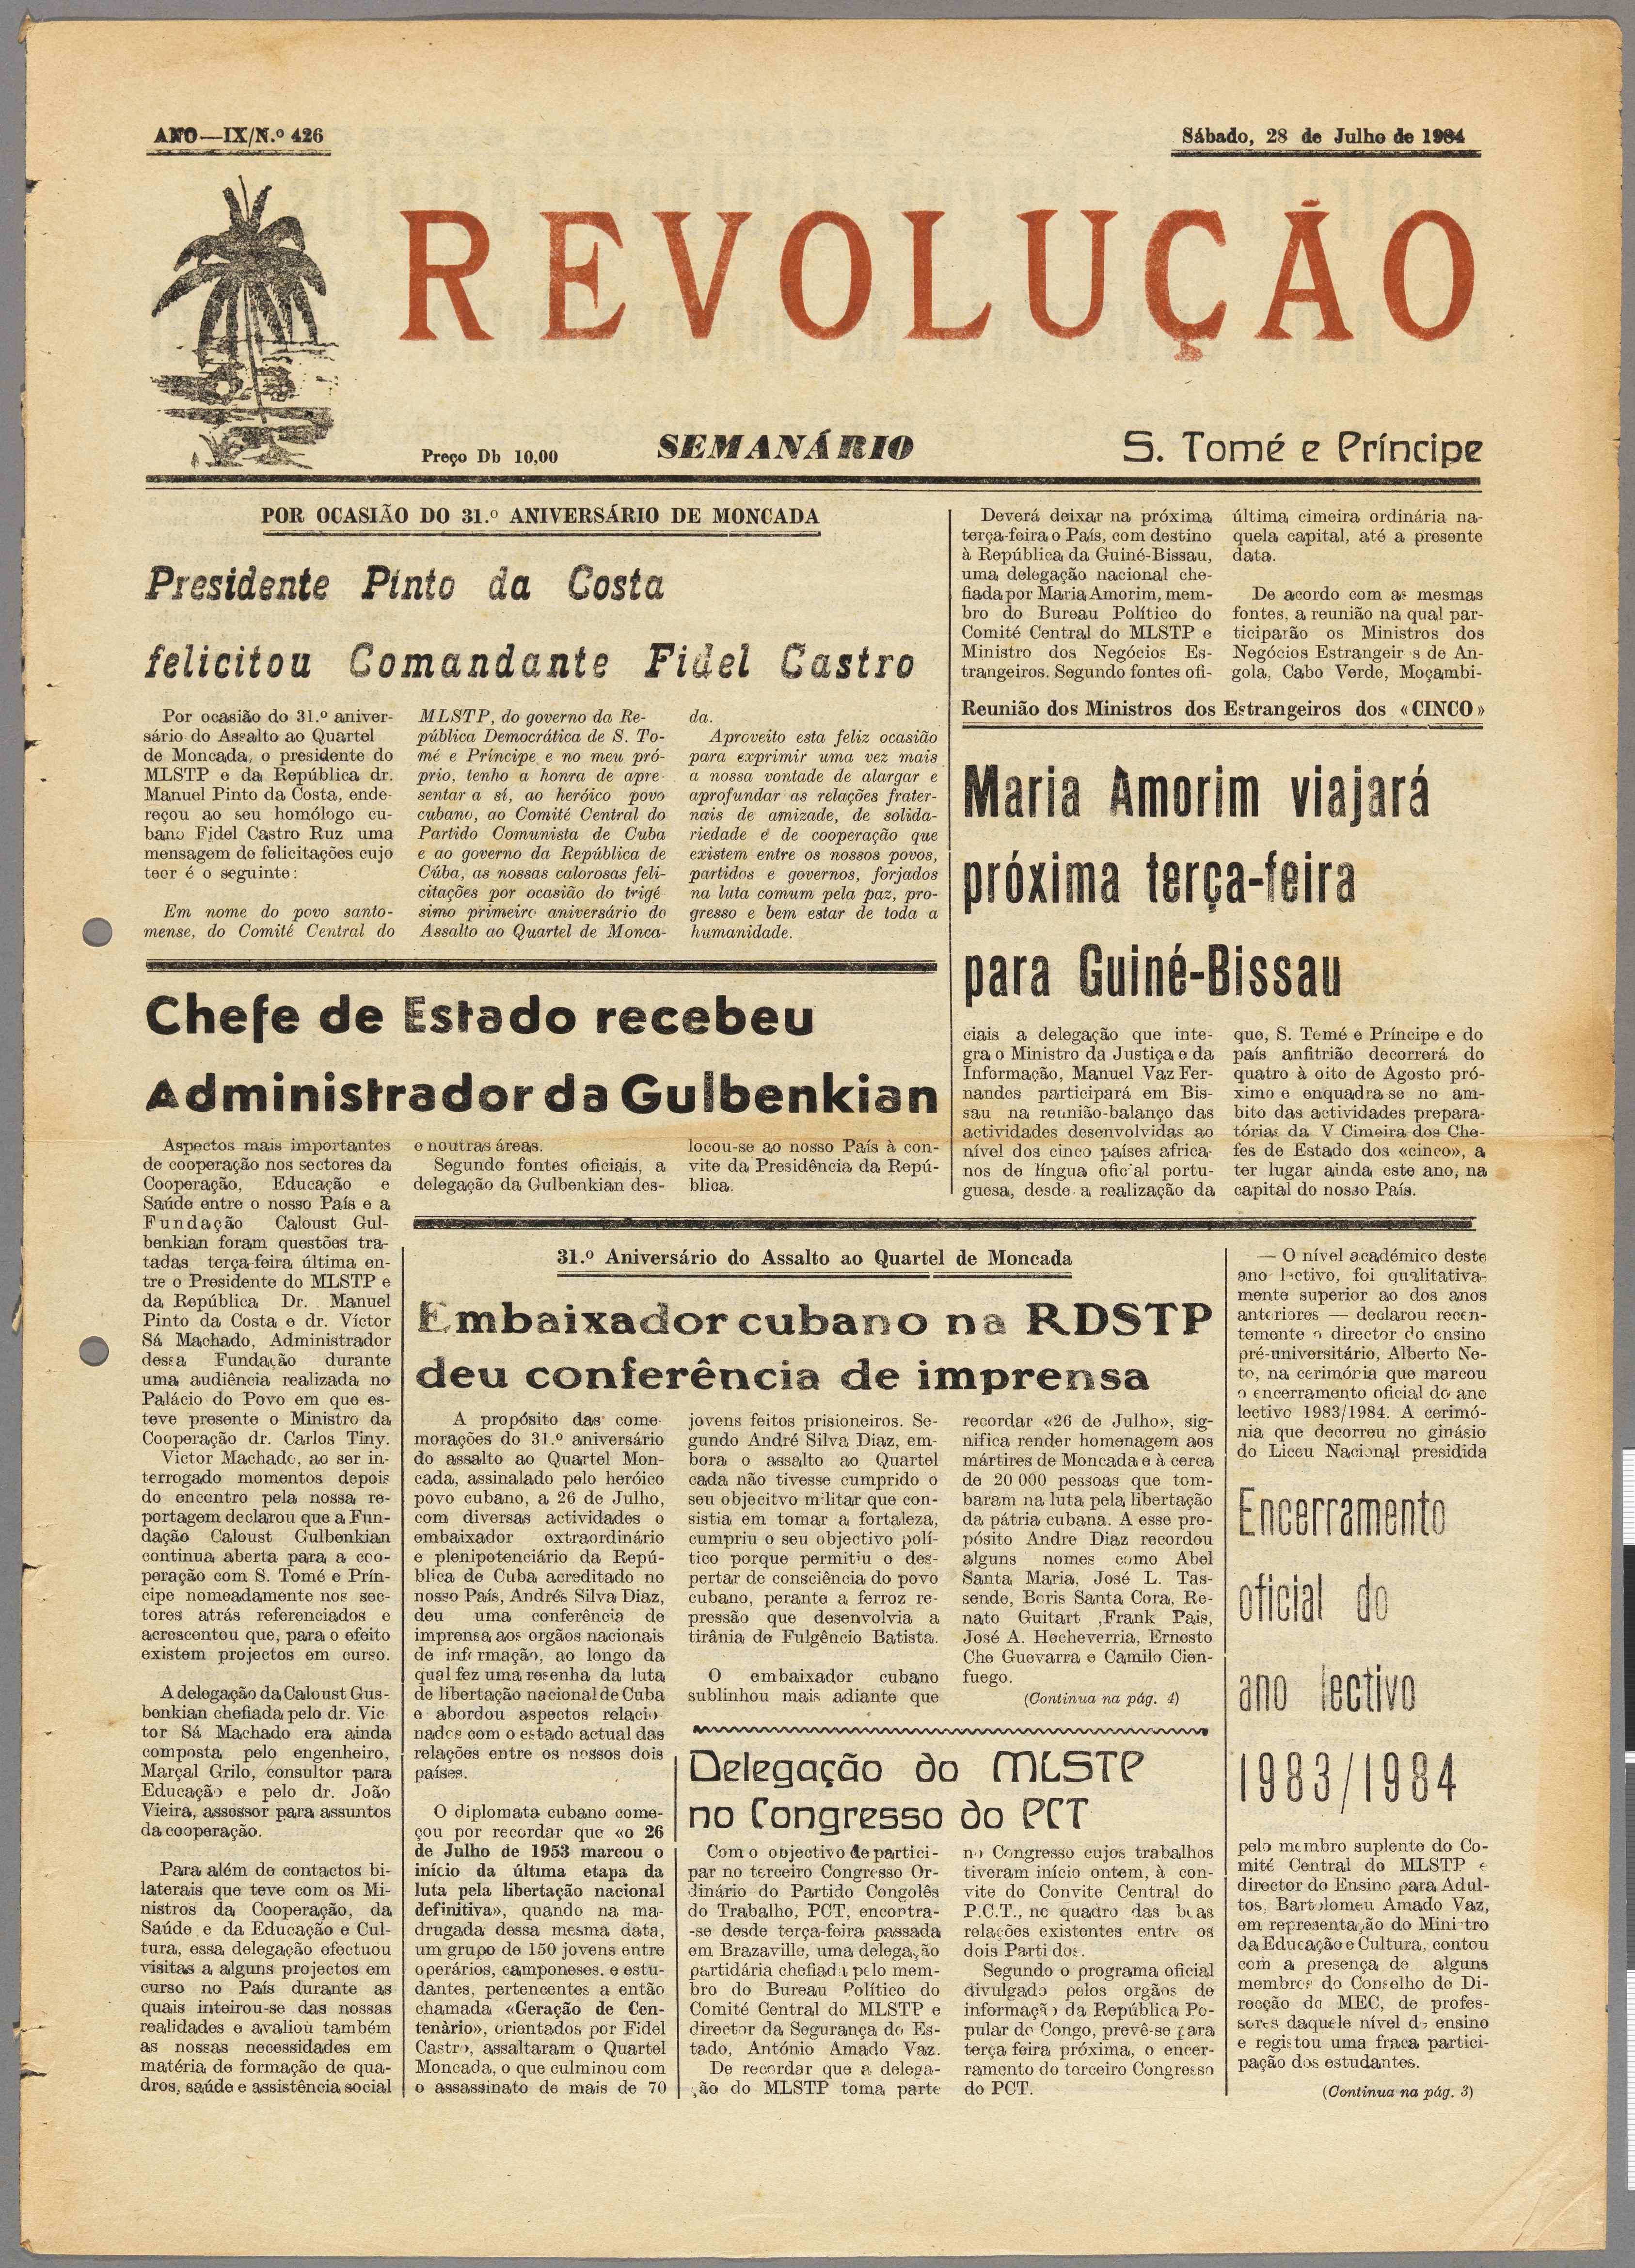 ANO—IX/N.º 426
Sábado, 28 de Julho de 1984
REVOLUÇÃO
Preço Db 10,00
SEMANÁRIO
S. Tomé e Príncipe
POR OCASIÃO DO 31.º ANIVERSÁRIO DE MONCADA
Presidente Pinto da Costa
felicitou Comandante Fidel Castro
Por ocasião do 31.º aniver-
sário do Assalto ao Quartel
de Moncada, o presidente do
MLSTP e da República dr.
Manuel Pinto da Costa, ende-
reçou ao seu homólogo cu-
bano Fidel Castro Ruz uma
mensagem de felicitações cujo
teor é o seguinte:
Em nome do povo santo-
mense, do Comité Central do
MLSTP, do governo da Re-
pública Democrática de S. To-
mé e Príncipe e no meu pró-
prio, tenho a honra de apre-
sentar a sí, ao heróico povo
cubano, ao Comité Central do
Partido Comunista de Cuba
e ao governo da República de
Cúba, as nossas calorosas feli-
citações por ocasião do trigé
simo primeiro aniversário do
Assalto ao Quartel de Monca-
da.
Aproveito esta feliz ocasião
para exprimir uma vez mais
a nossa vontade de alargar e
aprofundar as relações frater-
nais de amizade, de solida-
riedade e de cooperação que
existem entre os nossos povos,
partidos e governos, forjados
na luta comum pela paz, pro-
gresso e bem estar de toda a
humanidade.
Chefe de Estado recebeu
Administrador da Gulbenkian
Aspectos mais importantes
de cooperação nos sectores da
Cooperação, Educação e
Saúde entre o nosso País e a
Fundação Caloust Gul-
benkian foram questões tra-
tadas terça-feira última en-
tre o Presidente do MLSTP e
da República Dr. Manuel
Pinto da Costa e dr. Víctor
Sá Machado, Administrador
dessa Fundação durante
uma audiência realizada no
Palácio do Povo em que es-
teve presente o Ministro da
Cooperação dr. Carlos Tiny.
Victor Machado, ao ser in-
terrogado momentos depois
do encontro pela nossa re-
portagem declarou que a Fun-
dação Caloust Gulbenkian
continua aberta para a coo-
peração com S. Tomé e Prín-
cipe nomeadamente nos sec-
tores atrás referenciados e
acrescentou que, para o efeito
existem projectos em curso.
A delegação da Caloust Gus-
benkian chefiada pelo dr. Vic
tor Sá Machado era ainda
composta pelo engenheiro,
Marçal Grilo, consultor para
Educação e pelo dr. João
Vieira, assessor para assuntos
da cooperação.
Para além de contactos bi-
laterais que teve com os Mi-
nistros da Cooperação, da
Saúde e da Educação e Cul-
tura, essa delegação efectuou
visitas a alguns projectos em
curso no País durante as
quais inteirou-se das nossas
realidades e avaliou também
as nossas necessidades em
matéria de formação de qua-
dros, saúde e assistência social
e noutras áreas.
Segundo fontes oficiais, a
delegação da Gulbenkian des-
locou-se ao nosso País à con-
vite da Presidência da Repú-
blica.
Deverá deixar na próxima
terça-feira o País, com destino
à República da Guiné-Bissau,
uma delegação nacional che-
fiada por Maria Amorim, mem-
bro do Bureau Político do
Comité Central do MLSTP e
Ministro dos Negócios Es-
trangeiros. Segundo fontes ofi-
última cimeira ordinária na-
quela capital, até a presente
data.
De acordo com as mesmas
fontes, a reunião na qual par-
ticiparão os Ministros dos
Negócios Estrangeir s de An-
gola, Cabo Verde, Moçambi-
Reunião dos Ministros dos Estrangeiros dos «CINCO»
Maria Amorim viajará
próxima terça-feira
para Guiné-Bissau
ciais a delegação que inte-
gra o Ministro da Justiça e da
Informação, Manuel Vaz Fer-
nandes participará em Bis-
sau na reunião-balanço das
actividades desenvolvidas ao
nível dos cinco países africa-
nos de língua oficial portu-
guesa, desde a realização da
que, S. Tomé e Príncipe e do
país anfitrião decorrerá do
quatro à oito de Agosto pró-
ximo e enquadra se no am-
bito das actividades prepara-
tórias da V Cimeira dos Che-
fes de Estado dos «cinco», a
ter lugar ainda este ano, na
capital do nosso País.
31.º Aniversário do Assalto ao Quartel de Moncada
Embaixador cubano na RDSTP
deu conferência de imprensa
A propósito das come-
morações do 31.º aniversário
do assalto ao Quartel Mon-
cada, assinalado pelo heróico
povo cubano, a 26 de Julho,
com diversas actividades o
embaixador extraordinário
e plenipotenciário da Repú-
blica de Cuba acreditado no
nosso País, Andrés Silva Diaz,
deu uma conferência de
imprensa aos orgãos nacionais
de informação, ao longo da
qual fez uma resenha da luta
de libertação nacional de Cuba
e abordou aspectos relacio-
nados com o estado actual das
relações entre os nossos dois
países.
O diplomata cubano come-
çou por recordar que «o 26
de Julho de 1953 marcou o
início da última etapa da
luta pela libertação nacional
definitiva», quando na ma-
drugada dessa mesma data,
um grupo de 150 jovens entre
operários, camponeses, e estu-
dantes, pertencentes a então
chamada «Geração de Cen-
tenàrio», orientados por Fidel
Castro, assaltaram o Quartel
Moncada, o que culminou com
o assassinato de mais de 70
jovens feitos prisioneiros. Se-
gundo André Silva Diaz, em-
bora o assalto ao Quartel
cada não tivesse cumprido o
seu objecitvo militar que con-
sistia em tomar a fortaleza,
cumpriu o seu objectivo polí-
tico porque permitiu o des-
pertar de consciência do povo
cubano, perante a ferroz re-
pressão que desenvolvia a
tirânia de Fulgêncio Batista.
O embaixador cubano
sublinhou mais adiante que
recordar «26 de Julho», sig-
nifica render homenagem aos
mártires de Moncada e à cerca
de 20 000 pessoas que tom-
baram na luta pela libertação
da pátria cubana. A esse pro-
pósito Andre Diaz recordou
alguns nomes como Abel
Santa Maria, José L. Tas-
sende, Boris Santa Cora, Re-
nato Guitart ,Frank Pais,
José A. Hecheverria, Ernesto
Che Guevarra e Camilo Cien-
fuego.
(Continua na pág. 4)
Delegação do MLSTP
no Congresso do PCT
Com o objectivo de partici-
par no terceiro Congresso Or-
dinário do Partido Congolês
do Trabalho, PCT, encontra-
-se desde terça-feira passada
em Brazaville, uma delegação
partidária chefiada pelo mem-
bro do Bureau Político do
Comité Central do MLSTP e
director da Segurança do Es-
tado, António Amado Vaz.
De recordar que a delega-
ção do MLSTP toma parte
no Congresso cujos trabalhos
tiveram início ontem, à con-
vite do Convite Central do
P.C.T., no quadro das boas
relações existentes entre os
dois Parti dos.
Segundo o programa oficial
divulgado pelos orgãos de
informação da República Po-
pular do Congo, prevê-se para
terça feira próxima, o encer-
ramento do terceiro Congresso
do PCT.
— O nível académico deste
ano lectivo, foi qualitativa-
mente superior ao dos anos
anteriores — declarou recen-
temente o director do ensino
pré-universitário, Alberto Ne-
to, na cerimónia que marcou
o encerramento oficial do ano
lectivo 1983/1984. A cerimó-
nia que decorreu no ginásio
do Liceu Nacional presidida
Encerramento
oficial do
ano lectivo
1983/1984
pelo membro suplente do Co-
mité Central do MLSTP e
director do Ensino para Adul-
tos, Bartolomeu Amado Vaz,
em representação do Mini tro
da Educação e Cultura, contou
com a presença de alguns
membros do Conselho de Di-
recção do MEC, de profes-
sores daquele nível de ensino
e registou uma fraca partici-
pação dos estudantes.
(Continua na pág. 3)